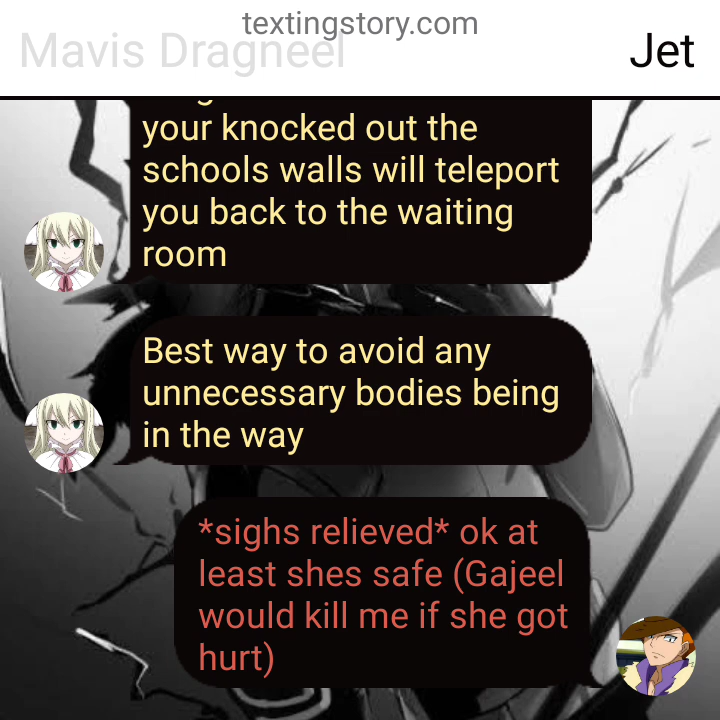 textingstory.com
Mavis Dragneel
Jet
your knocked out the
schools walls will teleport
you back to the waiting
room
Best way to avoid any
unnecessary bodies being
in the way
*sighs relieved* ok at
least shes safe (Gajeel
would kill me if she got
hurt)